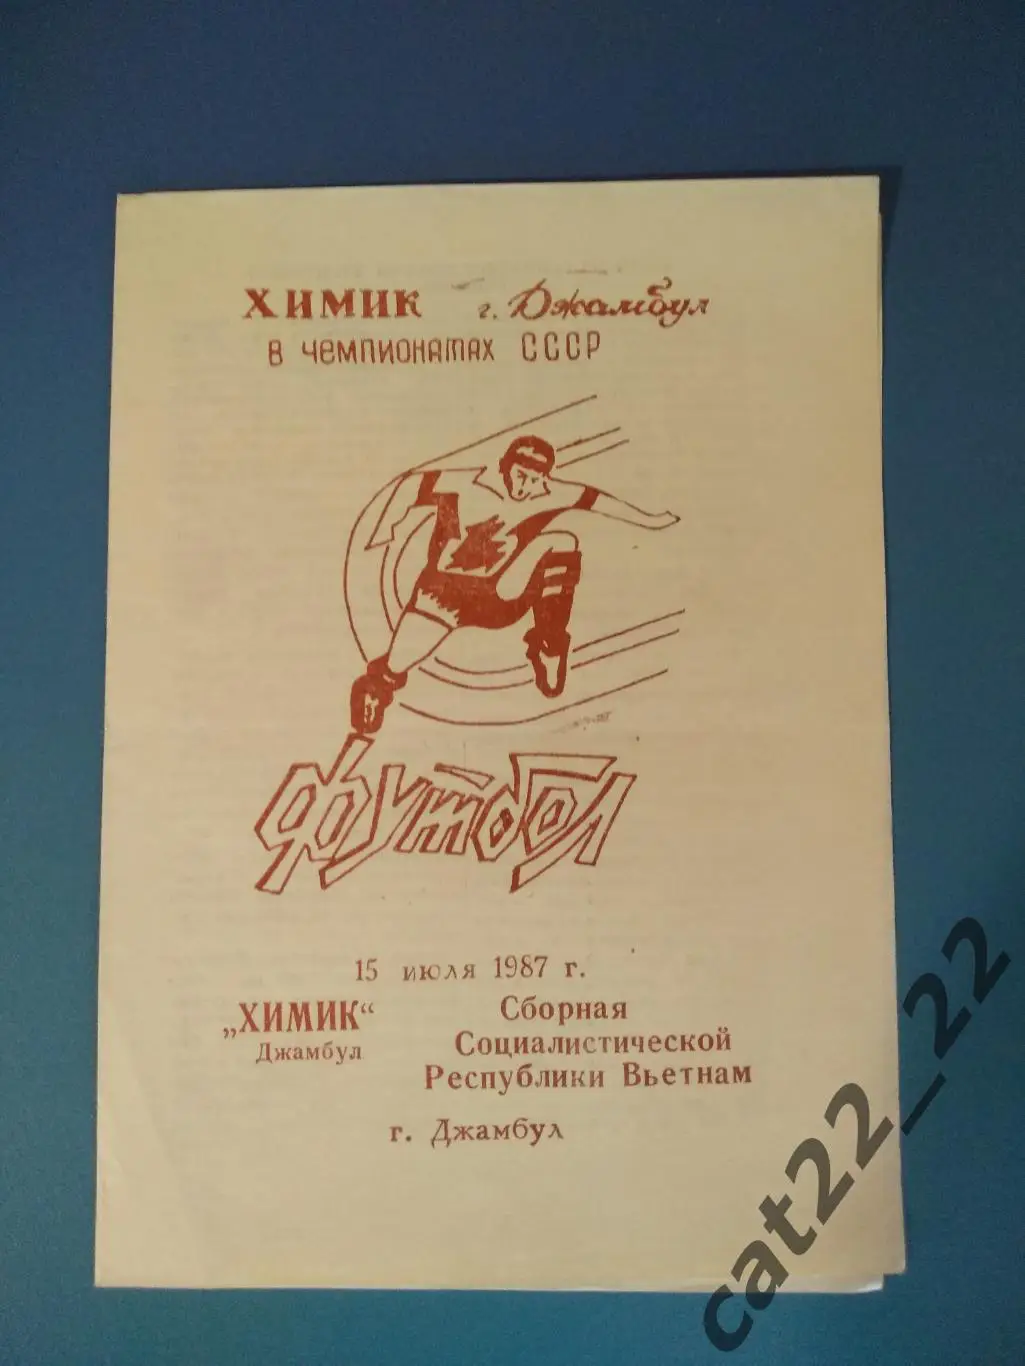 ХИМИК г. Джамбул
в чемпионатах СССР
футбол
15 июля 1987 г.
„ХИМИК“
Джамбул
Сборная
Социалистической
Республики Вьетнам
г. Джамбул
cat22_22